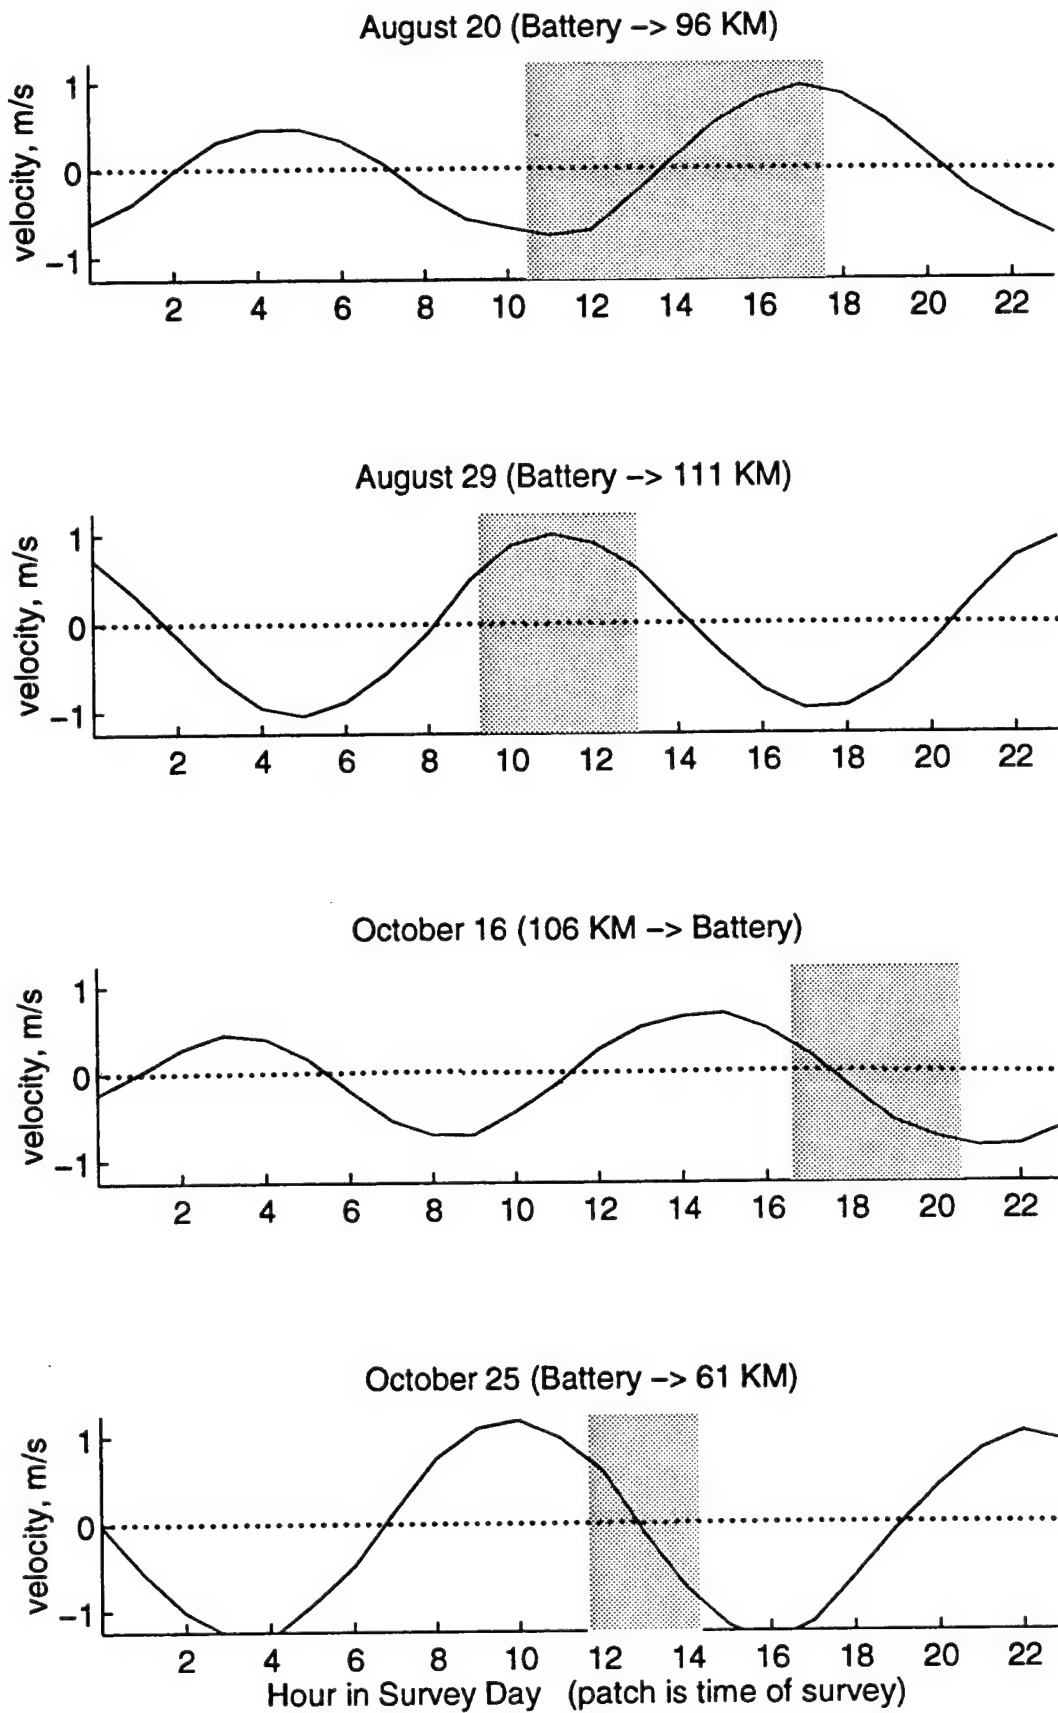 August 20 (Battery –> 96 KM)
velocity, m/s
1
0
–1
2 4 6 8 10 12 14 16 18 20 22
August 29 (Battery –> 111 KM)
velocity, m/s
1
0
–1
2 4 6 8 10 12 14 16 18 20 22
October 16 (106 KM –> Battery)
velocity, m/s
1
0
–1
2 4 6 8 10 12 14 16 18 20 22
October 25 (Battery –> 61 KM)
velocity, m/s
1
0
–1
2 4 6 8 10 12 14 16 18 20 22
Hour in Survey Day (patch is time of survey)